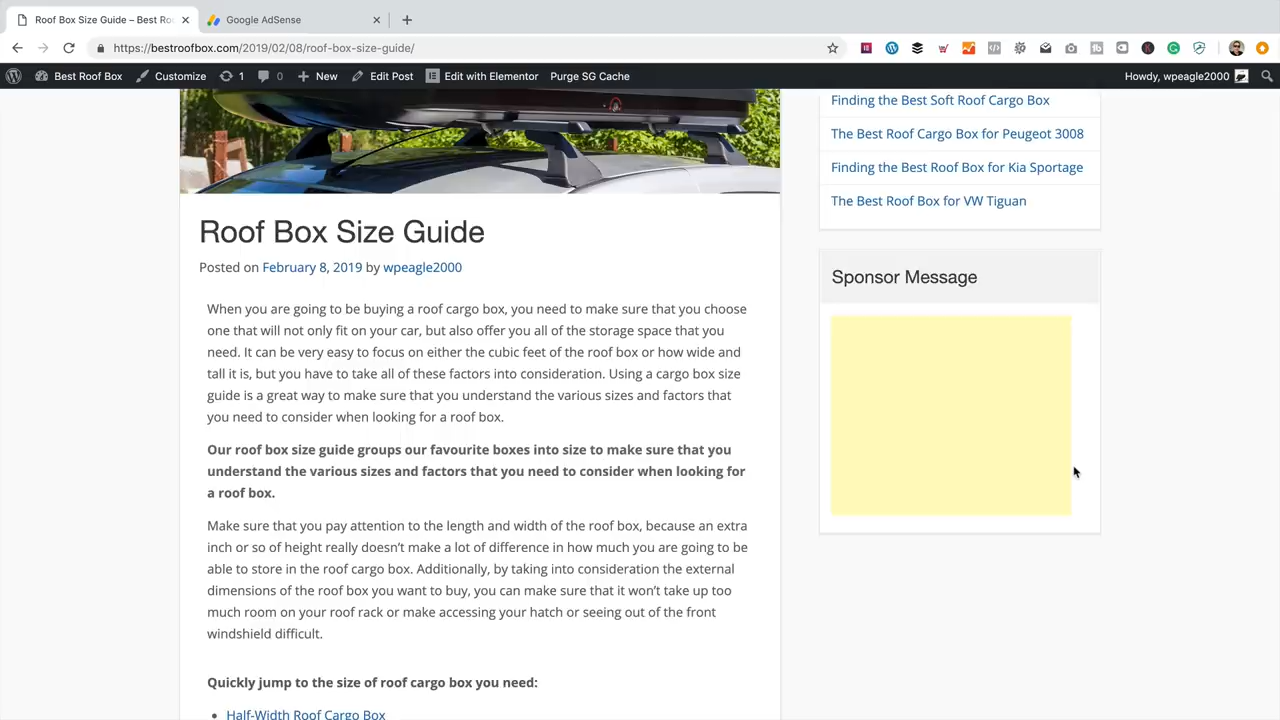 Roof Box Size Guide – Best Ro
Google AdSense
https://bestroofbox.com/2019/02/08/roof-box-size-guide/
Best Roof Box
Customize
1
0
New
Edit Post
Edit with Elementor
Purge SG Cache
Howdy, wpeagle2000
Roof Box Size Guide
Posted on February 8, 2019 by wpeagle2000
When you are going to be buying a roof cargo box, you need to make sure that you choose
one that will not only fit on your car, but also offer you all of the storage space that you
need. It can be very easy to focus on either the cubic feet of the roof box or how wide and
tall it is, but you have to take all of these factors into consideration. Using a cargo box size
guide is a great way to make sure that you understand the various sizes and factors that
you need to consider when looking for a roof box.
Our roof box size guide groups our favourite boxes into size to make sure that you
understand the various sizes and factors that you need to consider when looking for
a roof box.
Make sure that you pay attention to the length and width of the roof box, because an extra
inch or so of height really doesn’t make a lot of difference in how much you are going to be
able to store in the roof cargo box. Additionally, by taking into consideration the external
dimensions of the roof box you want to buy, you can make sure that it won’t take up too
much room on your roof rack or make accessing your hatch or seeing out of the front
windshield difficult.
Quickly jump to the size of roof cargo box you need:
Half-Width Roof Cargo Box
Finding the Best Soft Roof Cargo Box
The Best Roof Cargo Box for Peugeot 3008
Finding the Best Roof Box for Kia Sportage
The Best Roof Box for VW Tiguan
Sponsor Message